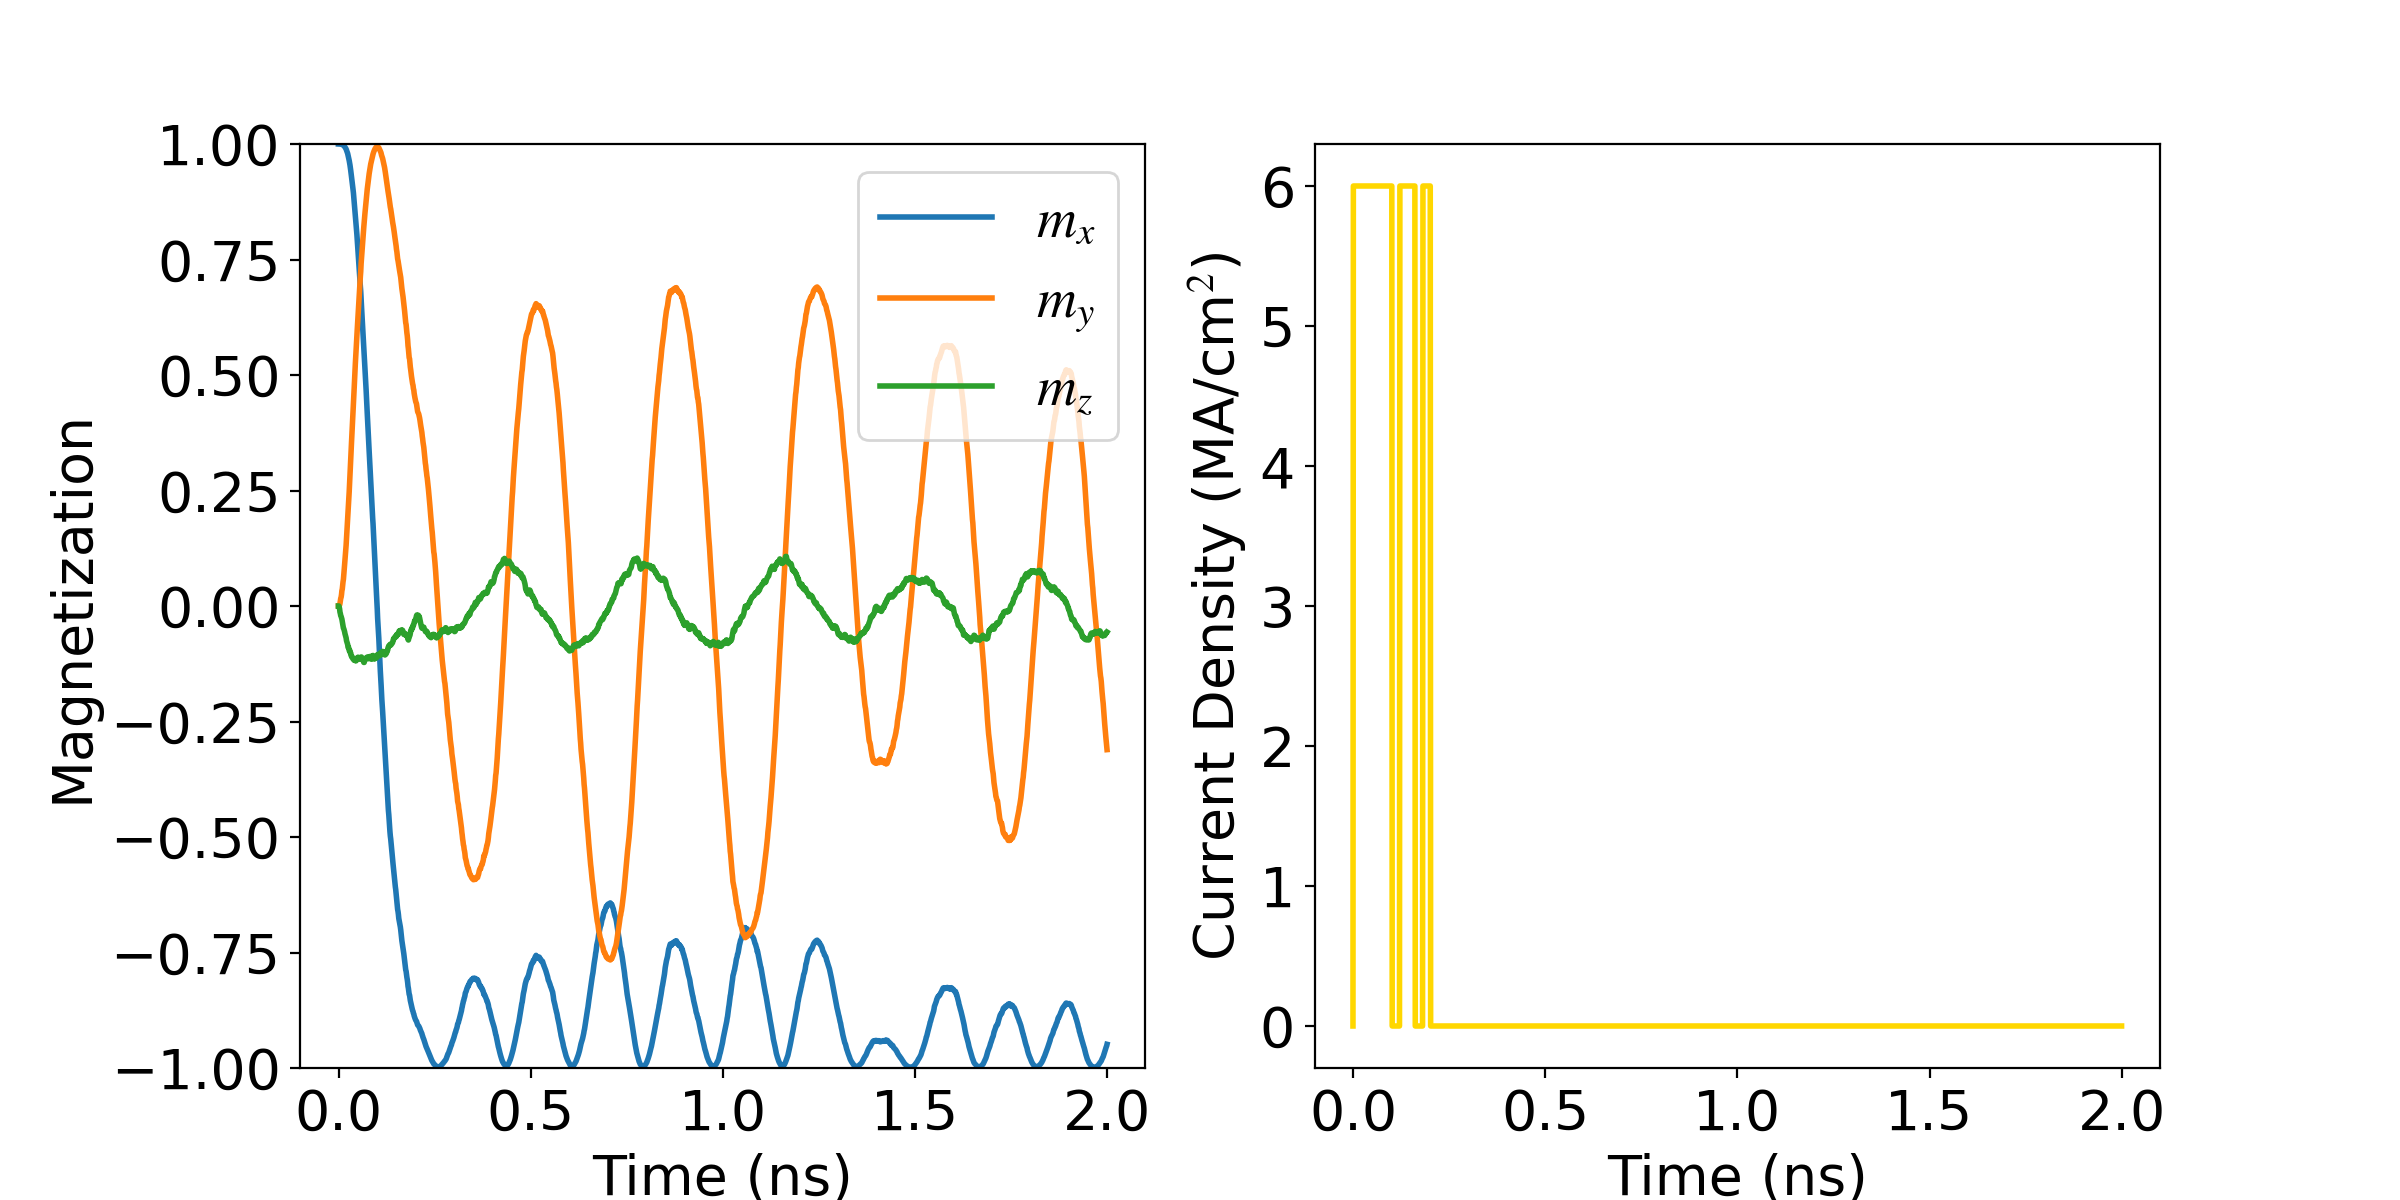 1.00
0.75
0.50
0.25
0.00
−0.25
−0.50
−0.75
−1.00
Magnetization
0.0 0.5 1.0 1.5 2.0
Time (ns)
m_x
m_y
m_z
6
5
4
3
2
1
0
Current Density (MA/cm²)
0.0 0.5 1.0 1.5 2.0
Time (ns)